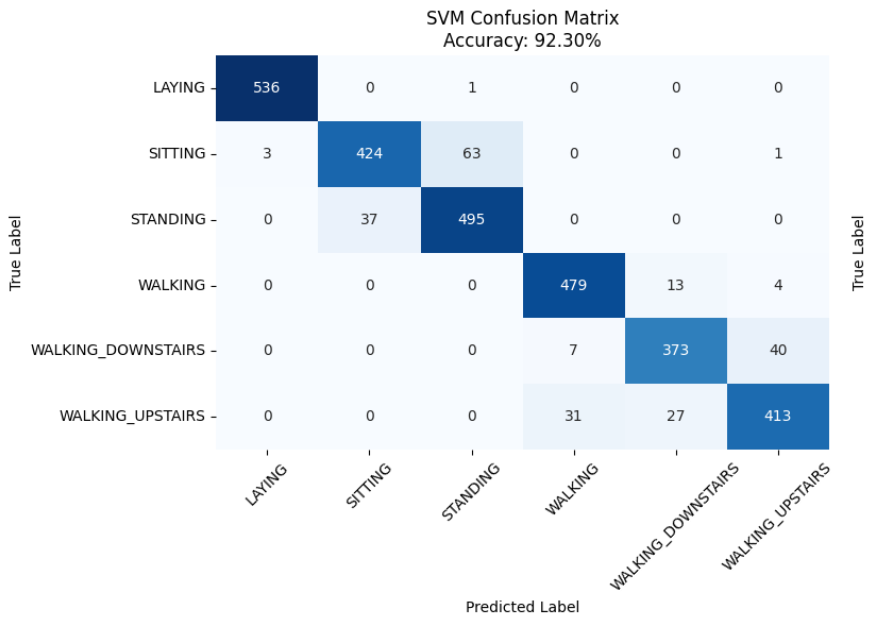 SVM Confusion Matrix
Accuracy: 92.30%
True Label
LAYING 536 0 1 0 0 0
SITTING 3 424 63 0 0 1
STANDING 0 37 495 0 0 0
WALKING 0 0 0 479 13 4
WALKING_DOWNSTAIRS 0 0 0 7 373 40
WALKING_UPSTAIRS 0 0 0 31 27 413
LAYING SITTING STANDING WALKING WALKING_DOWNSTAIRS WALKING_UPSTAIRS
Predicted Label
True Label